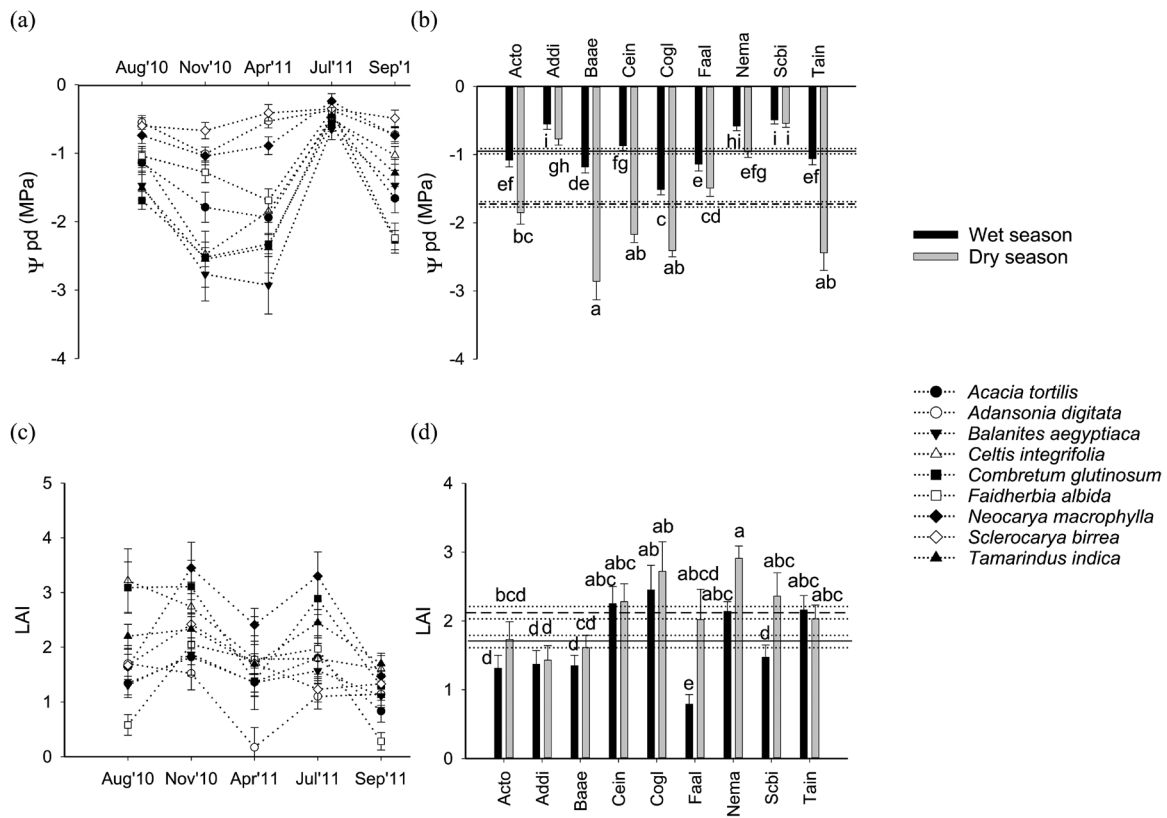 (a)
Aug'10 Nov'10 Apr'11 Jul'11 Sep'1
0
-1
-2
-3
-4
Ψ pd (MPa)
(b)
Acto Addi Baae Cein Cogl Faal Nema Scbi Tain
0
-1
-2
-3
-4
Ψ pd (MPa)
ef bc i gh de a fg ab c ab e cd hi efg i i ef ab
Wet season
Dry season
(c)
5
4
3
2
1
0
LAI
Aug'10 Nov'10 Apr'11 Jul'11 Sep'11
(d)
4
3
2
1
0
LAI
d bcd d d d cd abc abc ab ab e abcd abc a d abc abc abc
Acto Addi Baae Cein Cogl Faal Nema Scbi Tain
Acacia tortilis
Adansonia digitata
Balanites aegyptiaca
Celtis integrifolia
Combretum glutinosum
Faidherbia albida
Neocarya macrophylla
Sclerocarya birrea
Tamarindus indica